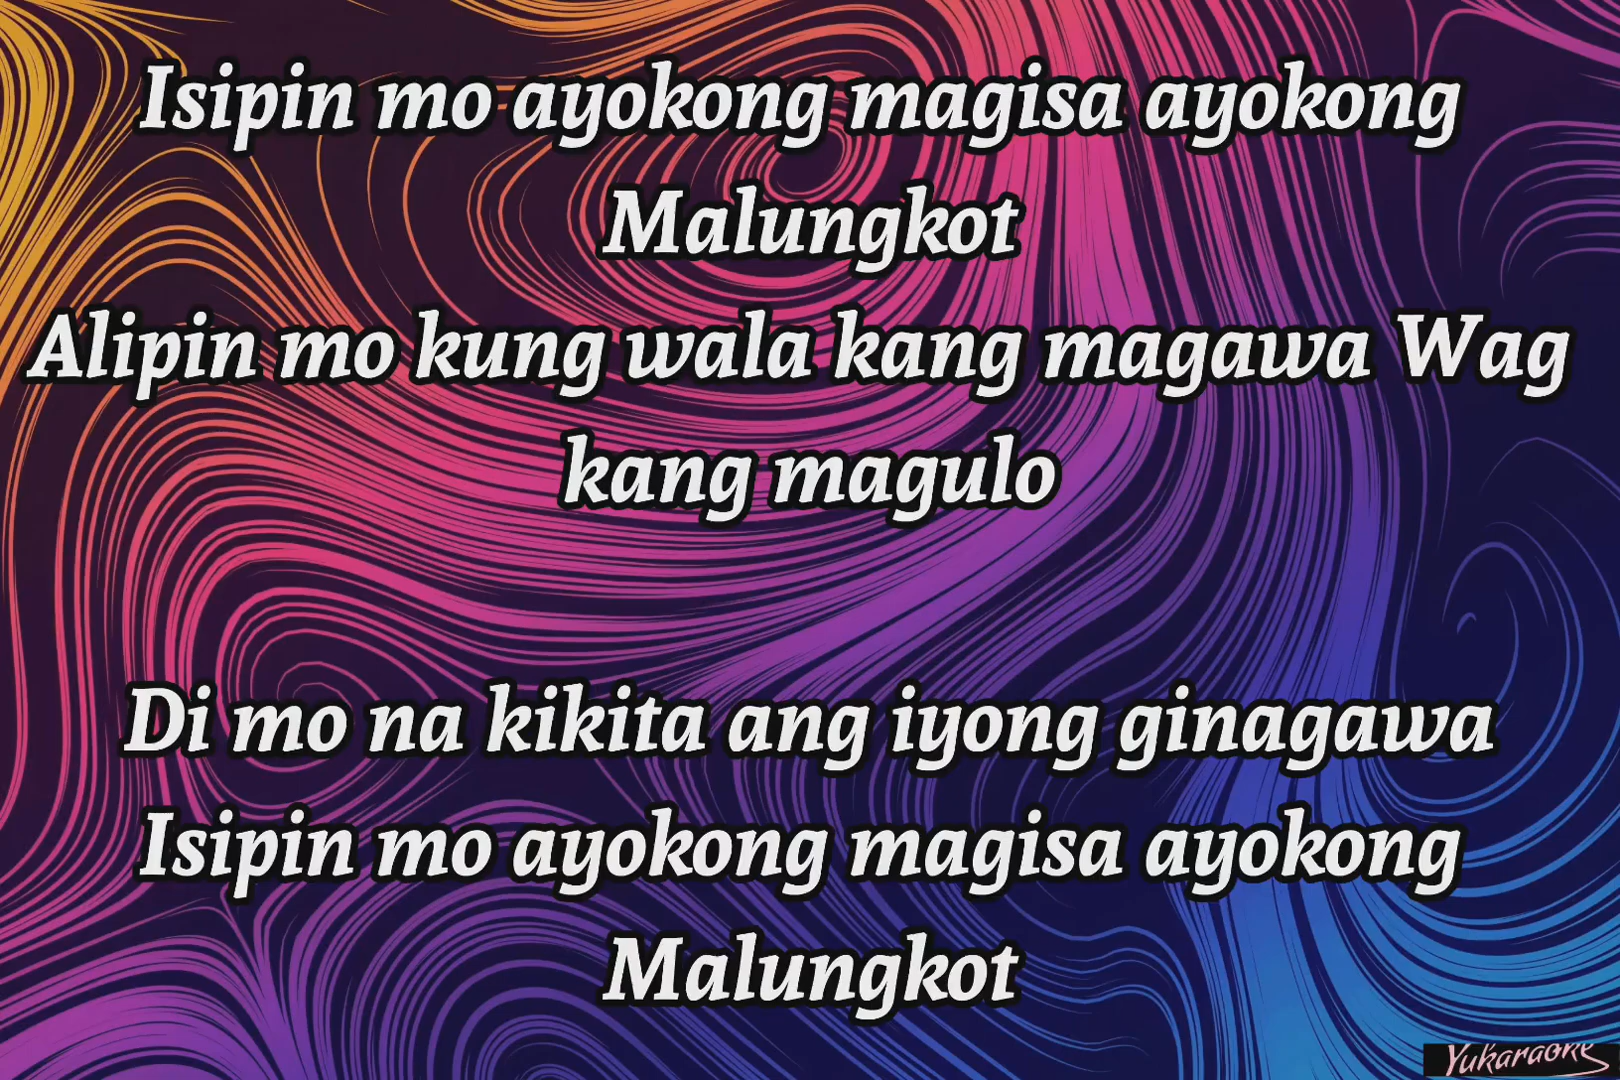 Isipin mo ayokong magisa ayokong
Malungkot
Alipin mo kung wala kang magawa Wag
kang magulo
Di mo na kikita ang iyong ginagawa
Isipin mo ayokong magisa ayokong
Malungkot
Yukaraoke